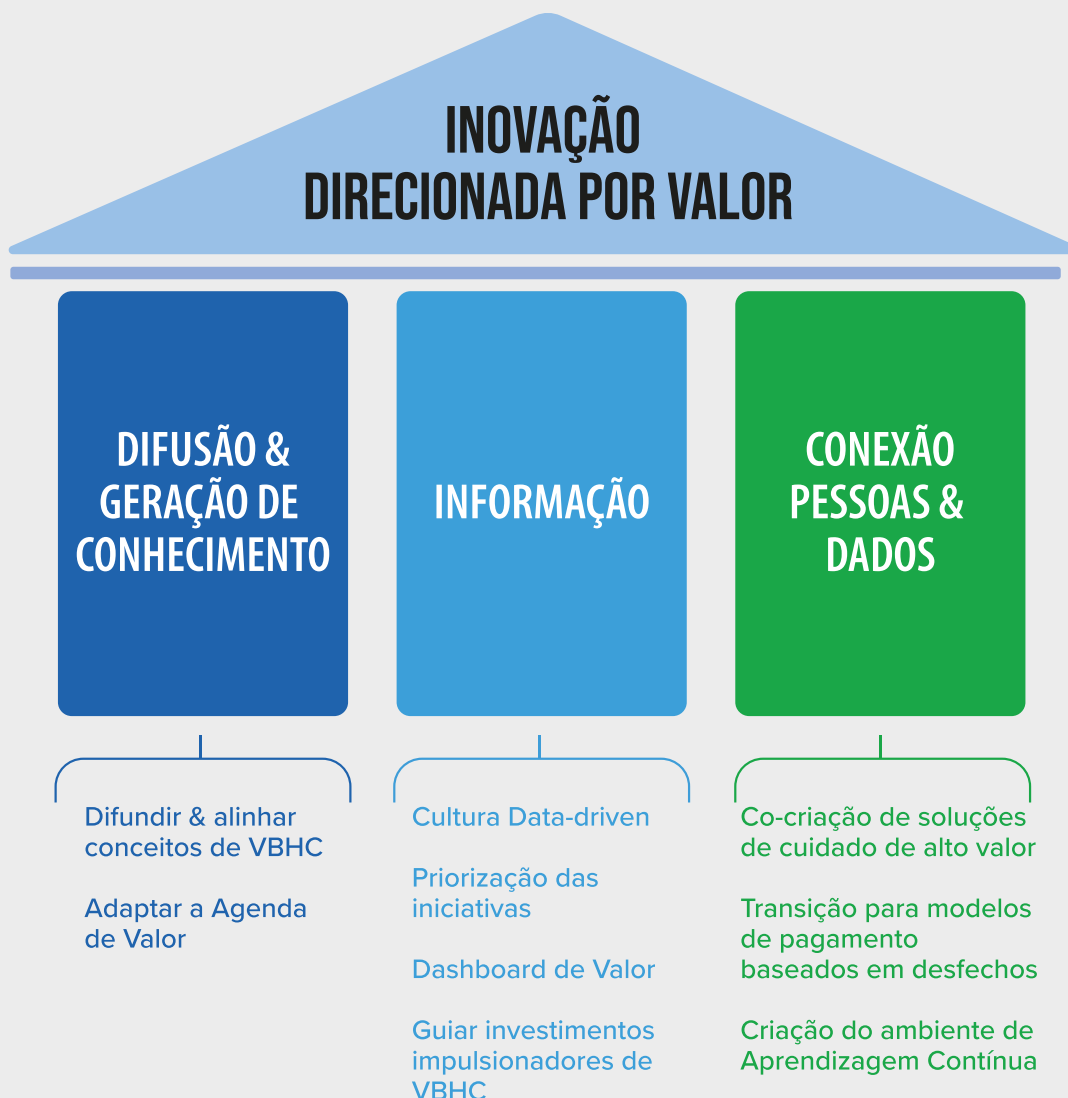 INOVAÇÃO
DIRECIONADA POR VALOR
DIFUSÃO &
GERAÇÃO DE
CONHECIMENTO
INFORMAÇÃO
CONEXÃO
PESSOAS &
DADOS
Difundir & alinhar
conceitos de VBHC
Adaptar a Agenda
de Valor
Cultura Data-driven
Priorização das
iniciativas
Dashboard de Valor
Guiar investimentos
impulsionadores de
VBHC
Co-criação de soluções
de cuidado de alto valor
Transição para modelos
de pagamento
baseados em desfechos
Criação do ambiente de
Aprendizagem Contínua